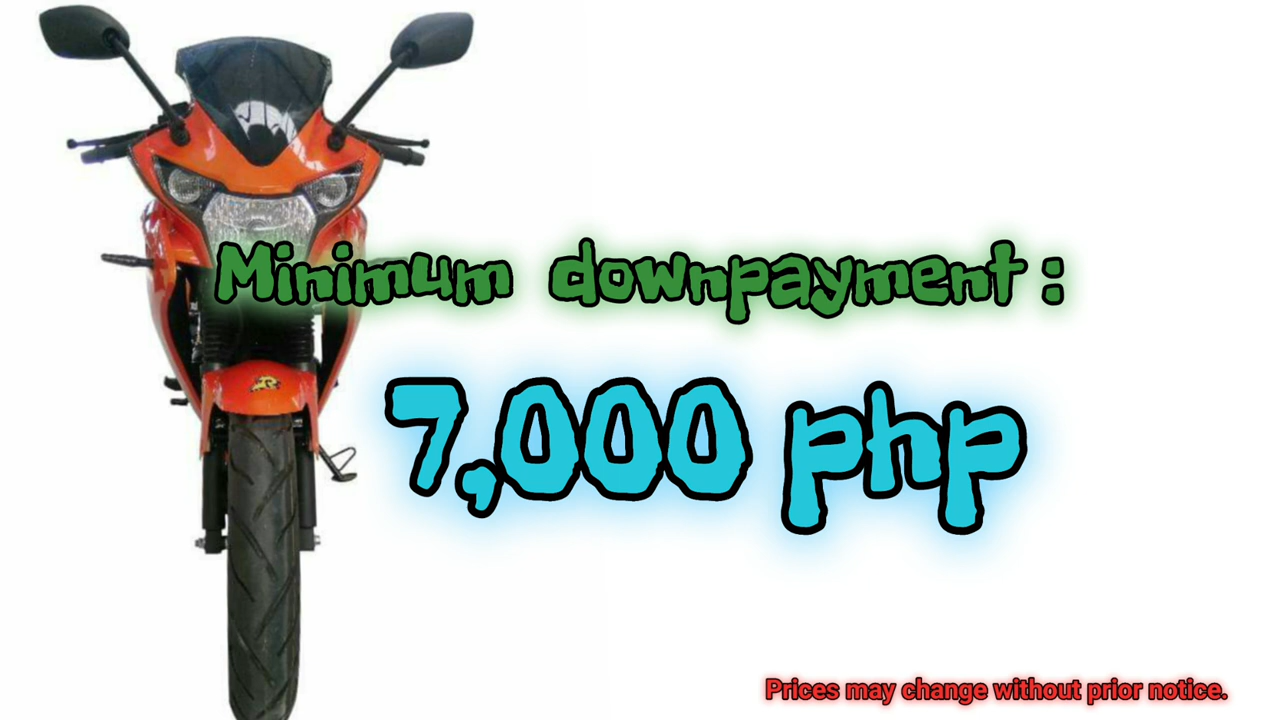 Minimum downpayment :
7,000 php
Prices may change without prior notice.